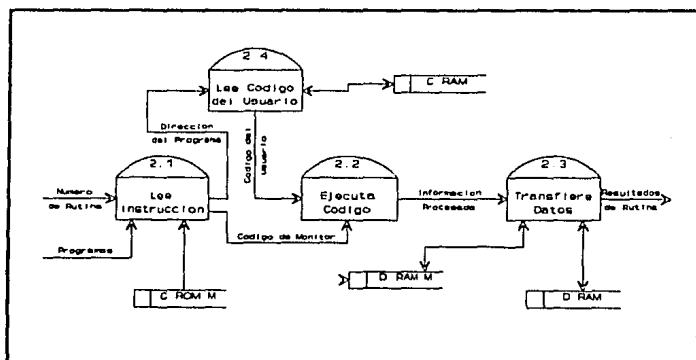 2.4
Lee Codigo
del Usuario
C RAM
Direccion
del Programa
Codigo del
Usuario
2.1
Lee
Instruccion
2.2
Ejecuta
Codigo
2.3
Transfiere
Datos
Numero
de Rutina
Informacion
Procesada
Resultados
de Rutina
Programas
Codigo de Monitor
C ROM M
D RAM M
D RAM